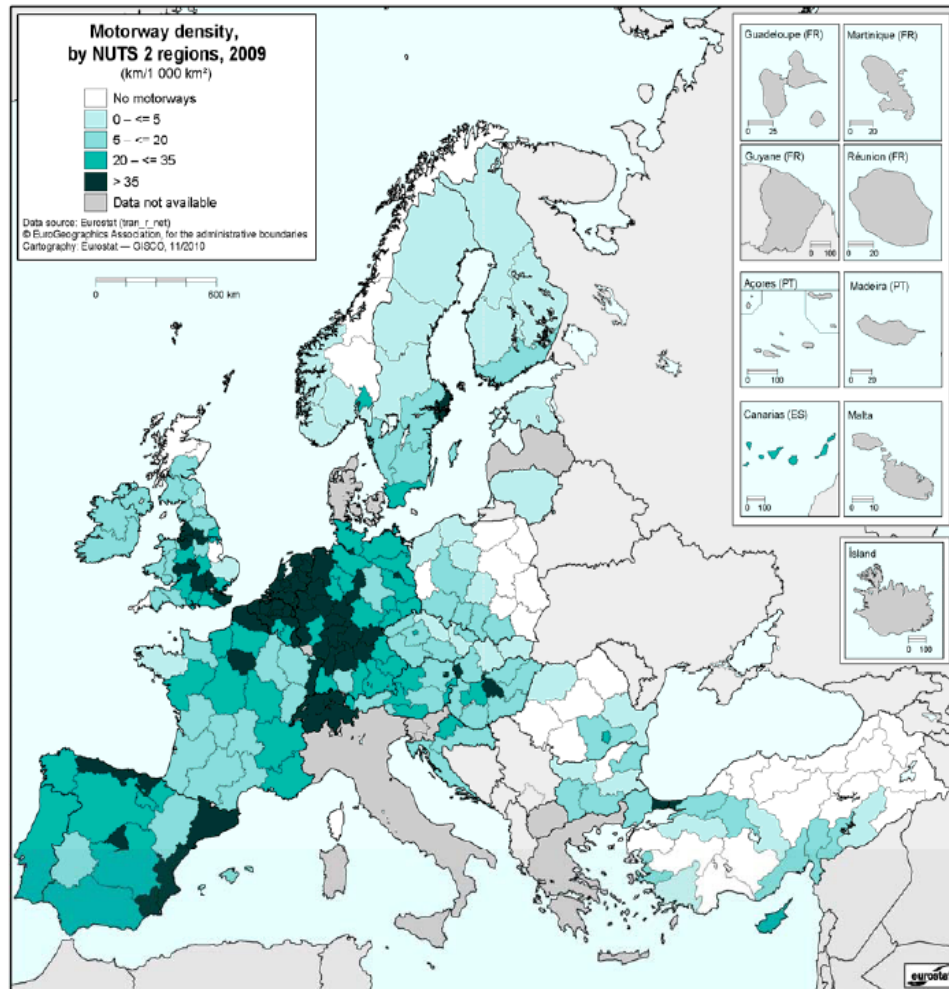 Motorway density,
by NUTS 2 regions, 2009
(km/1 000 km²)
No motorways
0 – <= 5
5 – <= 20
20 – <= 35
> 35
Data not available
Data source: Eurostat (tran_r_net)
© EuroGeographics Association, for the administrative boundaries
Cartography: Eurostat — GISCO, 11/2010
0 600 km
Guadeloupe (FR)
0 25
Martinique (FR)
0 20
Guyane (FR)
0 100
Réunion (FR)
0 20
Açores (PT)
0 100
Madeira (PT)
0 20
Canarias (ES)
0 100
Malta
0 10
Ísland
0 100
eurostat